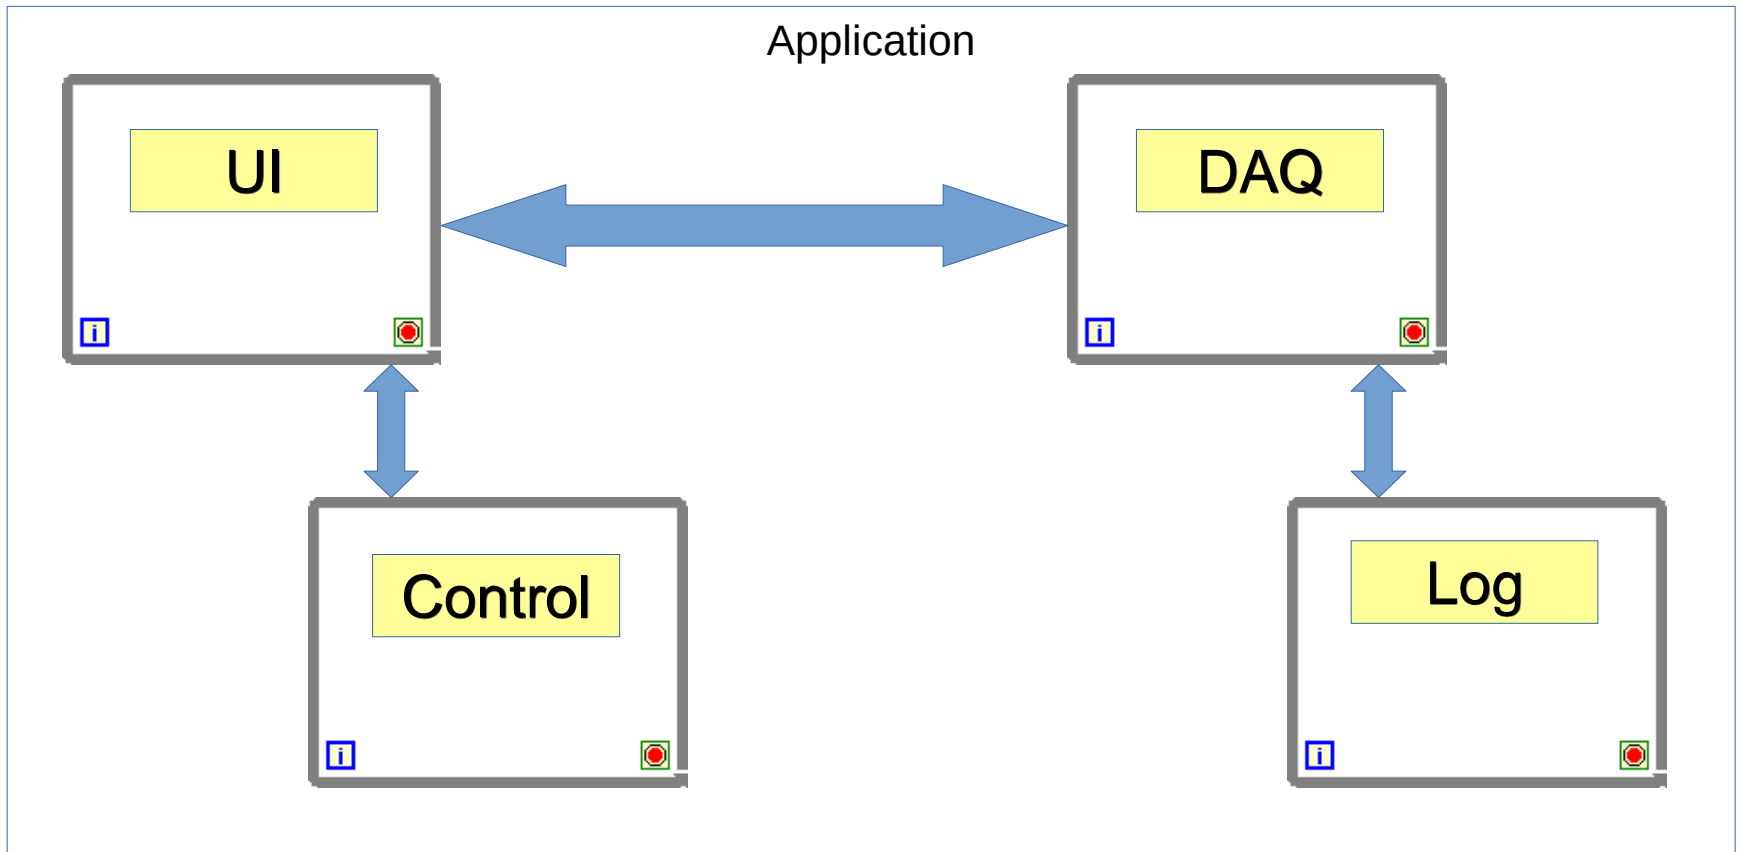 Application
UI
DAQ
i
i
Control
Log
i
i